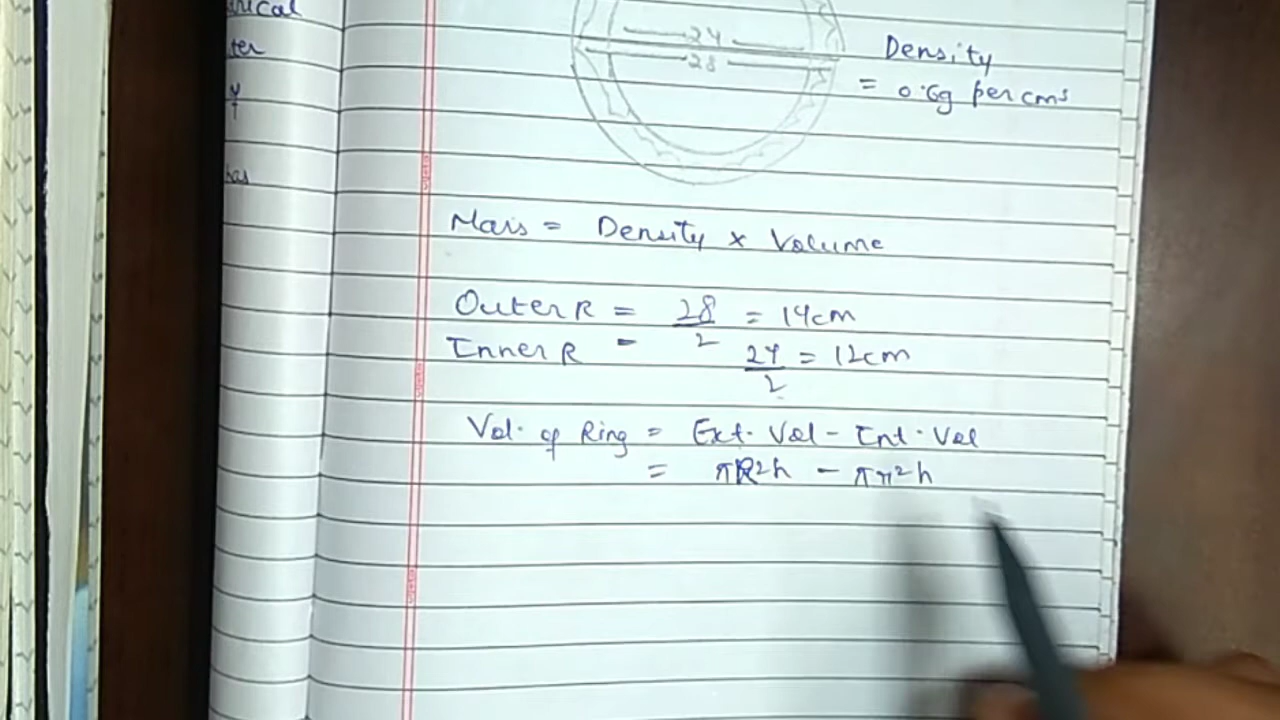 24
28
Density
= 0.6g per cm3
Mass = Density × Volume
Outer R = 28/2 = 14cm
Inner R = 24/2 = 12cm
Vol. of Ring = Ext. Vol - Int. Vol
= πR²h - πr²h